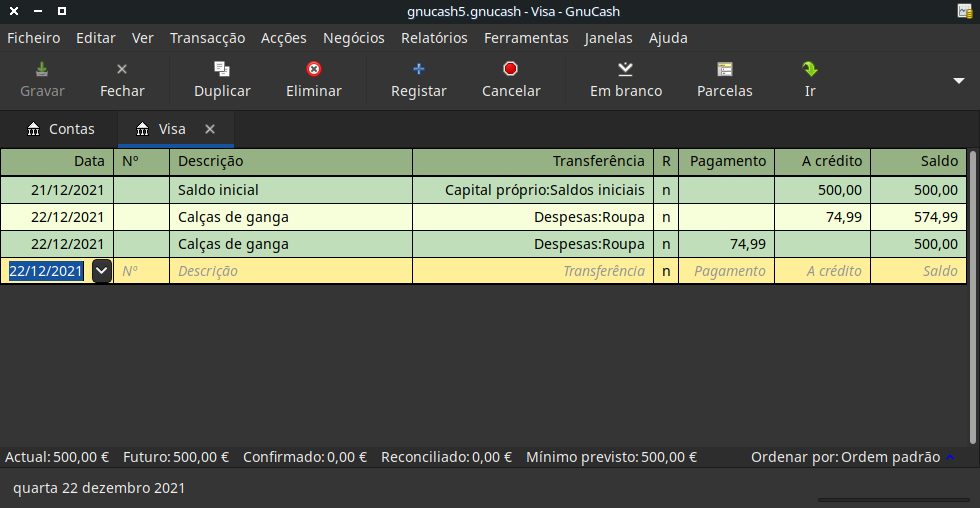 gnucash5.gnucash - Visa - GnuCash
Ficheiro Editar Ver Transacção Acções Negócios Relatórios Ferramentas Janelas Ajuda
Gravar Fechar Duplicar Eliminar Registar Cancelar Em branco Parcelas Ir
Contas Visa
Data Nº Descrição Transferência R Pagamento A crédito Saldo
21/12/2021 Saldo inicial Capital próprio:Saldos iniciais n 500,00 500,00
22/12/2021 Calças de ganga Despesas:Roupa n 74,99 574,99
22/12/2021 Calças de ganga Despesas:Roupa n 74,99 500,00
22/12/2021 Nº Descrição Transferência n Pagamento A crédito Saldo
Actual: 500,00 € Futuro: 500,00 € Confirmado: 0,00 € Reconciliado: 0,00 € Mínimo previsto: 500,00 € Ordenar por: Ordem padrão
quarta 22 dezembro 2021